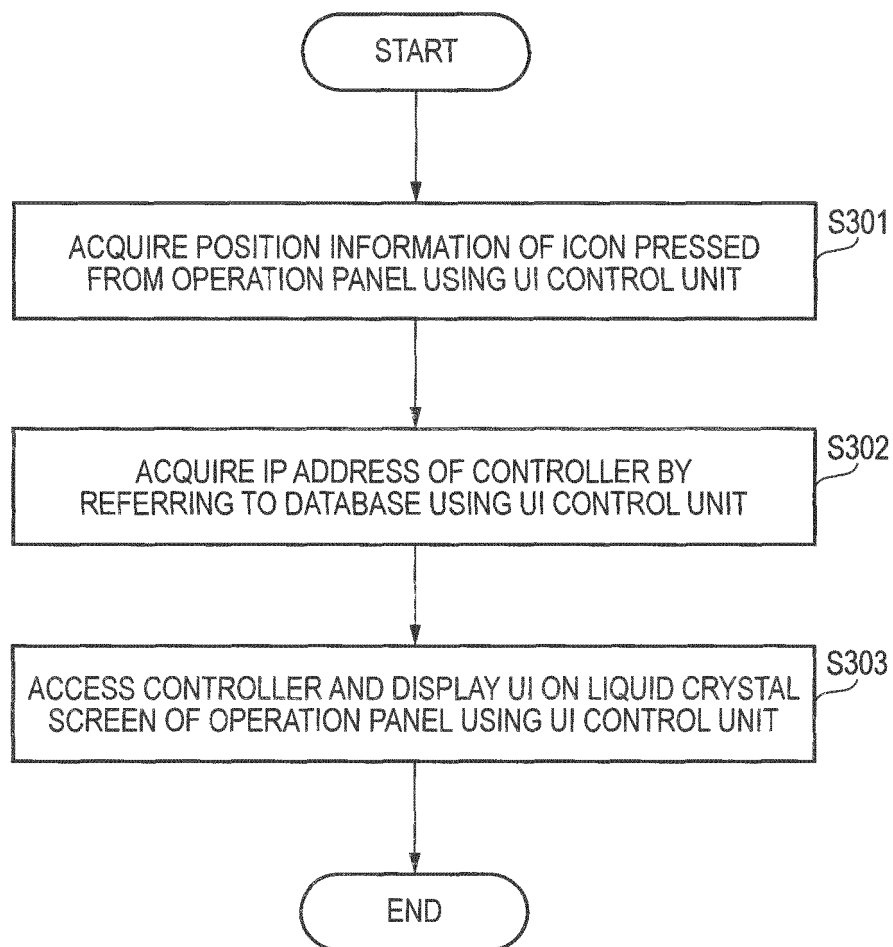 START
S301
ACQUIRE POSITION INFORMATION OF ICON PRESSED
FROM OPERATION PANEL USING UI CONTROL UNIT
S302
ACQUIRE IP ADDRESS OF CONTROLLER BY
REFERRING TO DATABASE USING UI CONTROL UNIT
S303
ACCESS CONTROLLER AND DISPLAY UI ON LIQUID CRYSTAL
SCREEN OF OPERATION PANEL USING UI CONTROL UNIT
END